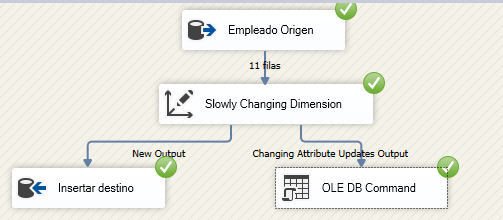 Empleado Origen
11 filas
Slowly Changing Dimension
New Output
Changing Attribute Updates Output
Insertar destino
OLE DB Command